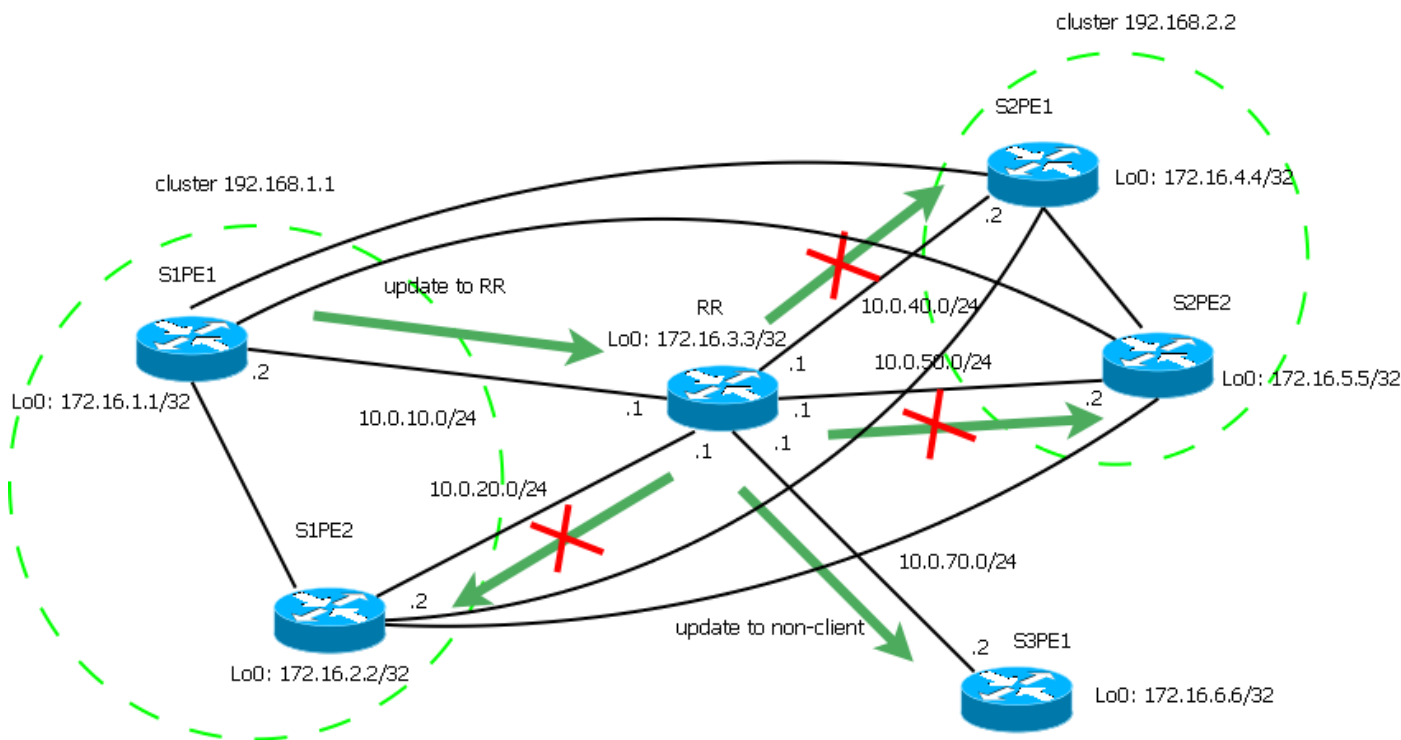 cluster 192.168.2.2
S2PE1
Lo0: 172.16.4.4/32
cluster 192.168.1.1
.2
S1PE1
update to RR
RR
10.0.40.0/24
S2PE2
Lo0: 172.16.3.3/32
.1
10.0.50.0/24
.2
Lo0: 172.16.5.5/32
Lo0: 172.16.1.1/32
10.0.10.0/24
.1
.1
.2
.1
.1
10.0.20.0/24
S1PE2
10.0.70.0/24
.2
update to non-client
.2
S3PE1
Lo0: 172.16.2.2/32
Lo0: 172.16.6.6/32